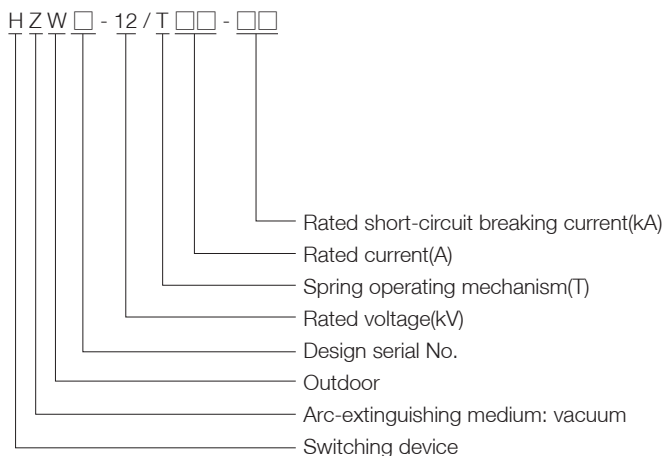 HZW□-12/T□□-□□
Rated short-circuit breaking current(kA)
Rated current(A)
Spring operating mechanism(T)
Rated voltage(kV)
Design serial No.
Outdoor
Arc-extinguishing medium: vacuum
Switching device